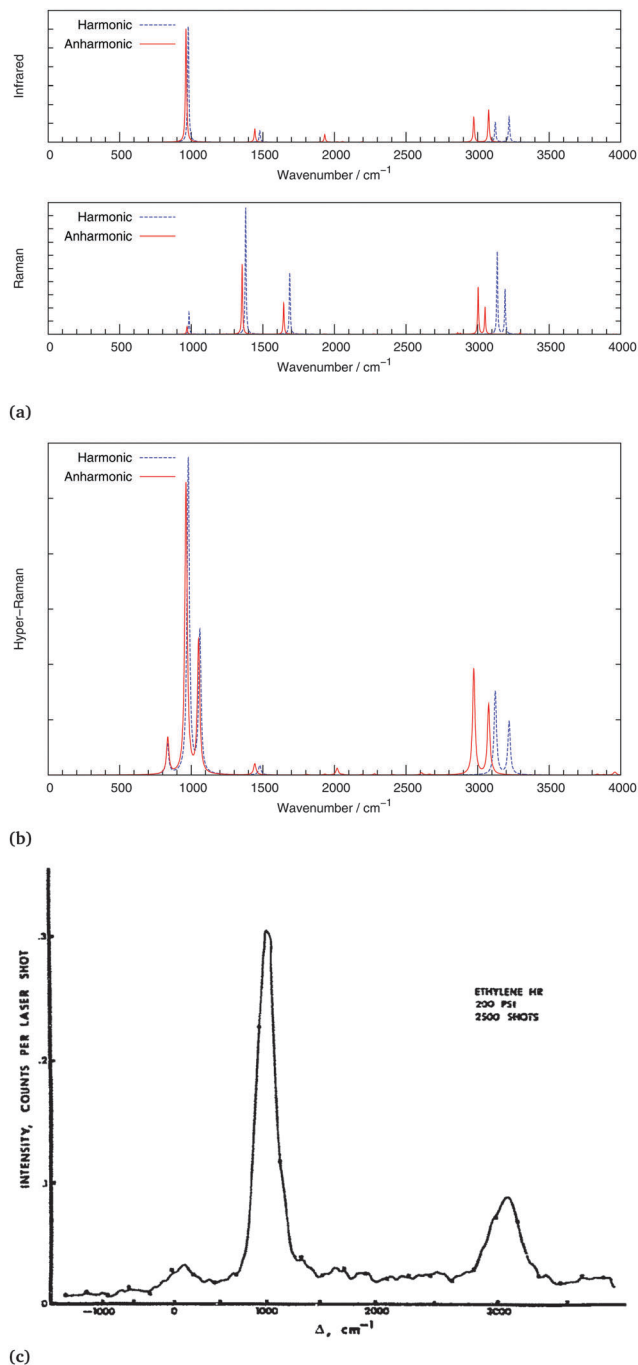 Harmonic
Anharmonic
Infrared
0 500 1000 1500 2000 2500 3000 3500 4000
Wavenumber / cm⁻¹
Harmonic
Anharmonic
Raman
0 500 1000 1500 2000 2500 3000 3500 4000
Wavenumber / cm⁻¹
(a)
Harmonic
Anharmonic
Hyper−Raman
0 500 1000 1500 2000 2500 3000 3500 4000
Wavenumber / cm⁻¹
(b)
INTENSITY, COUNTS PER LASER SHOT
.3
.2
.1
0
ETHYLENE HR
200 PSI
2500 SHOTS
−1000 0 1000 2000 3000
Δ, cm⁻¹
(c)